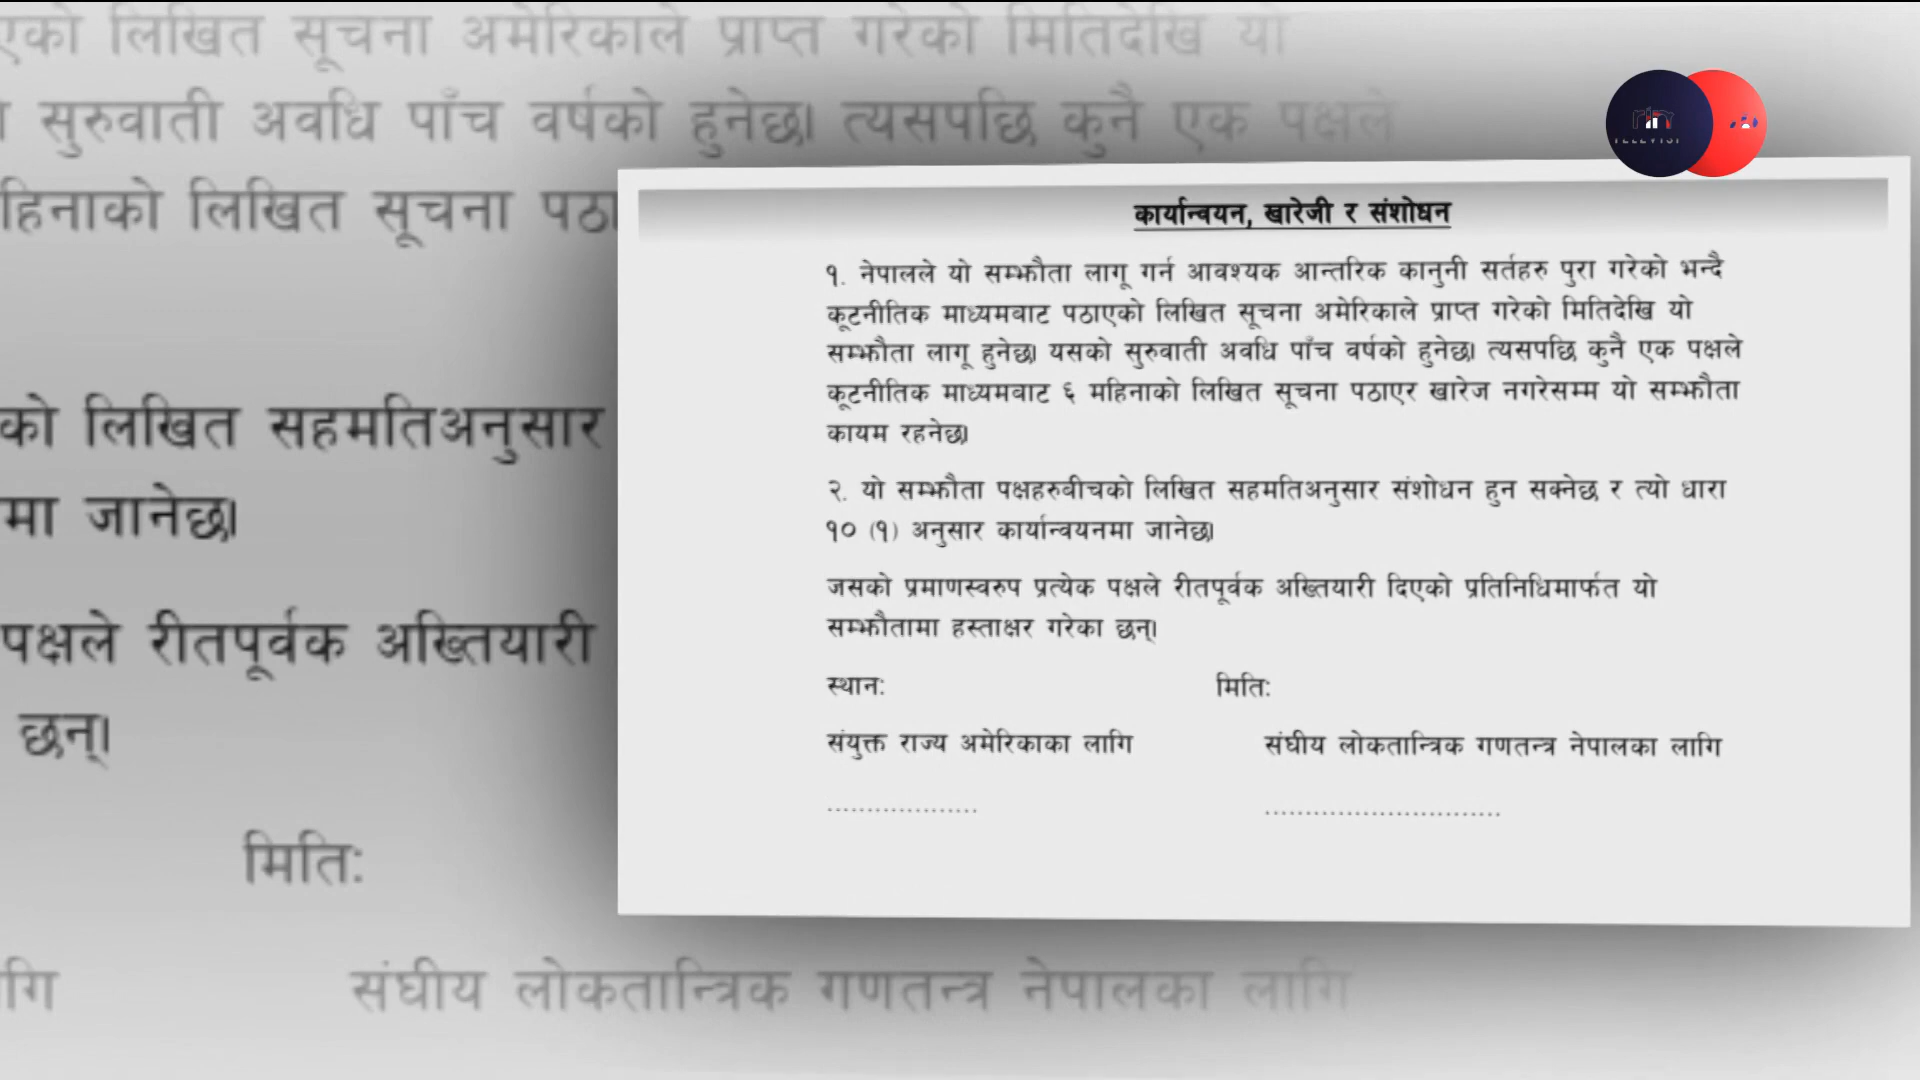 एको लिखित सूचना अमेरिकाले प्राप्त गरेको मितिदेखि यो
सुरुवाती अवधि पाँच वर्षको हुनेछ। त्यसपछि कुनै एक पक्षले
हिनाको लिखित सूचना पठा
को लिखित सहमतिअनुसार
मा जानेछ।
पक्षले रीतपूर्वक अख्तियारी
छन्।
मिति:
गि
संघीय लोकतान्त्रिक गणतन्त्र नेपालका लागि
कार्यान्वयन, खारेजी र संशोधन
१. नेपालले यो सम्झौता लागू गर्न आवश्यक आन्तरिक कानुनी सर्तहरु पुरा गरेको भन्दै
कूटनीतिक माध्यमबाट पठाएको लिखित सूचना अमेरिकाले प्राप्त गरेको मितिदेखि यो
सम्झौता लागू हुनेछ। यसको सुरुवाती अवधि पाँच वर्षको हुनेछ। त्यसपछि कुनै एक पक्षले
कूटनीतिक माध्यमबाट ६ महिनाको लिखित सूचना पठाएर खारेज नगरेसम्म यो सम्झौता
कायम रहनेछ।
२. यो सम्झौता पक्षहरुबीचको लिखित सहमतिअनुसार संशोधन हुन सक्नेछ र त्यो धारा
१० (१) अनुसार कार्यान्वयनमा जानेछ।
जसको प्रमाणस्वरुप प्रत्येक पक्षले रीतपूर्वक अख्तियारी दिएको प्रतिनिधिमार्फत यो
सम्झौतामा हस्ताक्षर गरेका छन्।
स्थान: मिति:
संयुक्त राज्य अमेरिकाका लागि संघीय लोकतान्त्रिक गणतन्त्र नेपालका लागि